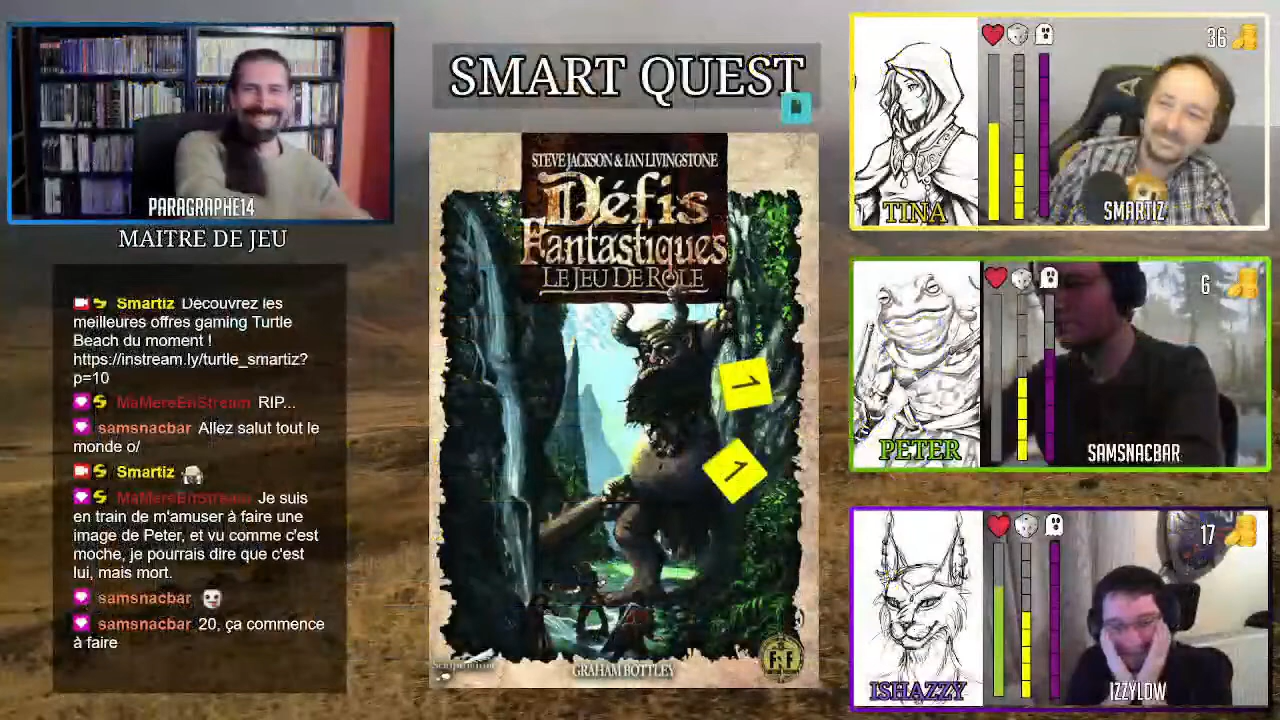 PARAGRAPHE14
MAITRE DE JEU
Smartiz Découvrez les
meilleures offres gaming Turtle
Beach du moment !
https://instream.ly/turtle_smartiz?
p=10
MaMereEnStream RIP...
samsnacbar Allez salut tout le
monde o/
Smartiz
MaMereEnStream Je suis
en train de m'amuser à faire une
image de Peter, et vu comme c'est
moche, je pourrais dire que c'est
lui, mais mort.
samsnacbar
samsnacbar 20, ça commence
à faire
SMART QUEST
STEVE JACKSON & IAN LIVINGSTONE
Défis
Fantastiques
LE JEU DE RÔLE
1
1
GRAHAM BOTTLEY
FF
36
TINA
SMARTIZ
6
PETER
SAMSNACBAR
17
ISHAZZY
IZZYLOW